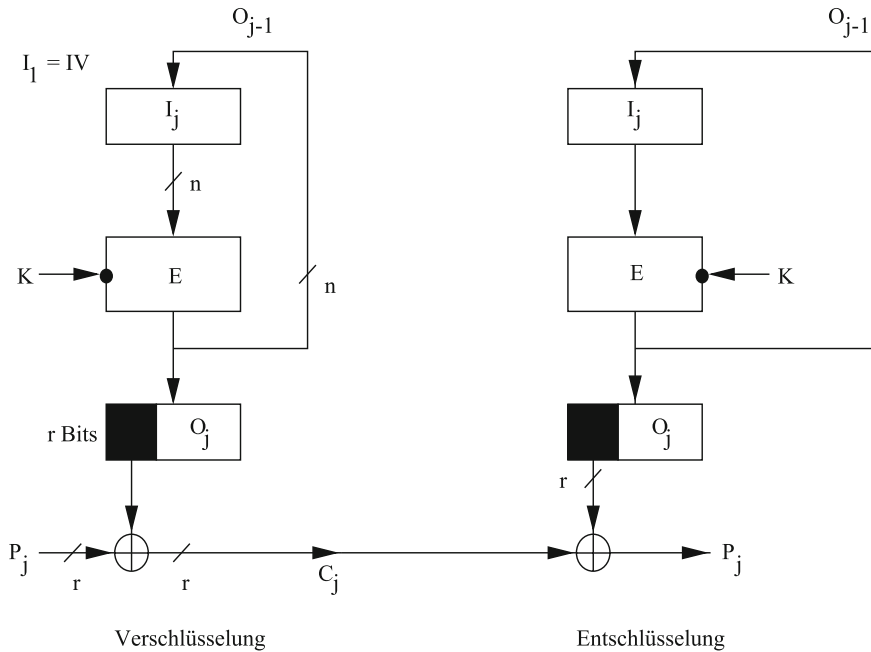 O_{j-1}
O_{j-1}
I_1 = IV
I_j
I_j
n
K
E
n
E
K
r Bits
O_j
O_j
r
P_j
r
r
C_j
P_j
Verschlüsselung
Entschlüsselung